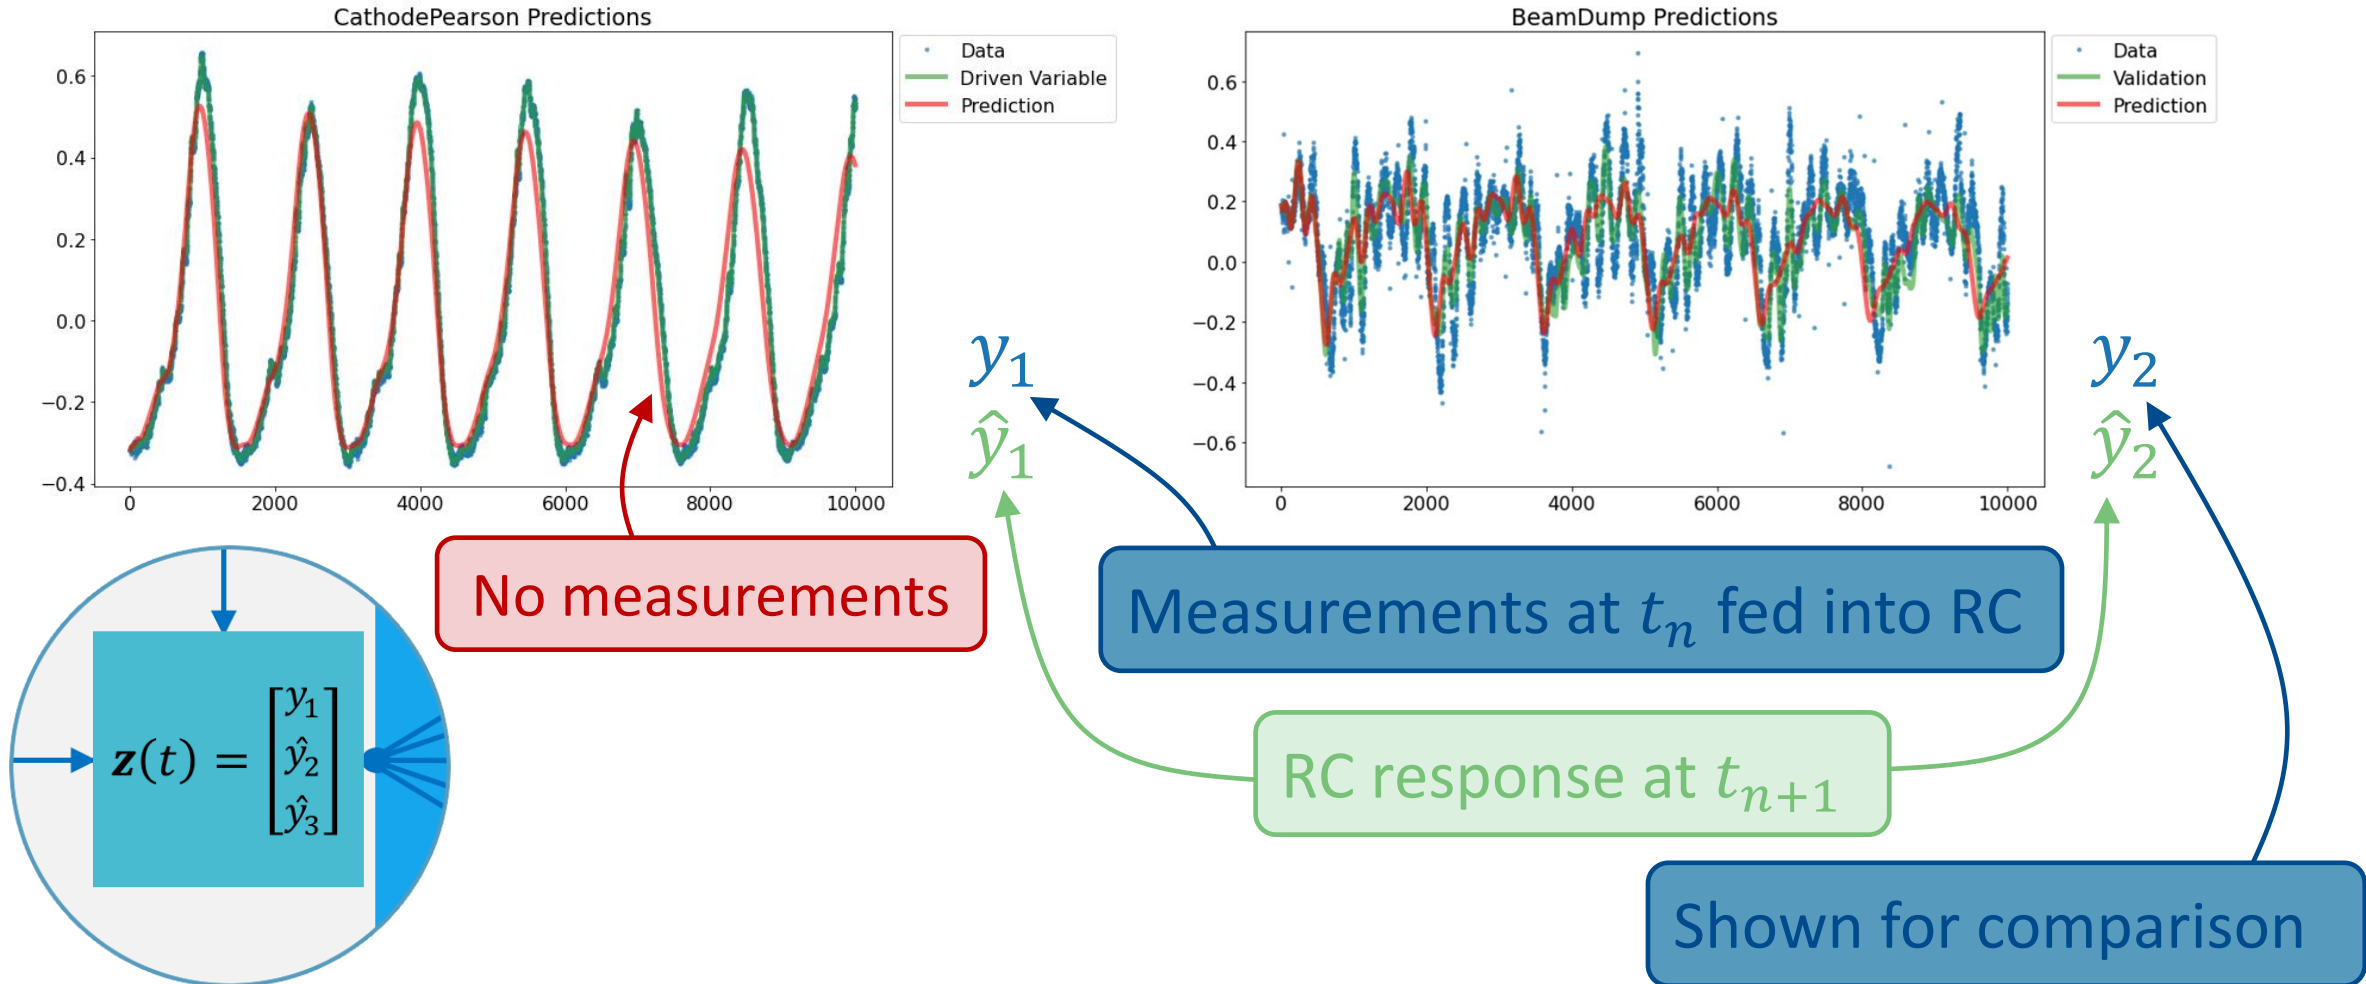 CathodePearson Predictions
0.6
0.4
0.2
0.0
−0.2
−0.4
0
2000
4000
6000
8000
10000
Data
Driven Variable
Prediction
BeamDump Predictions
0.6
0.4
0.2
0.0
−0.2
−0.4
−0.6
0
2000
4000
6000
8000
10000
Data
Validation
Prediction
y₁
ŷ₁
y₂
ŷ₂
No measurements
Measurements at tₙ fed into RC
RC response at tₙ₊₁
Shown for comparison
z(t) = [y₁
ŷ₂
ŷ₃]